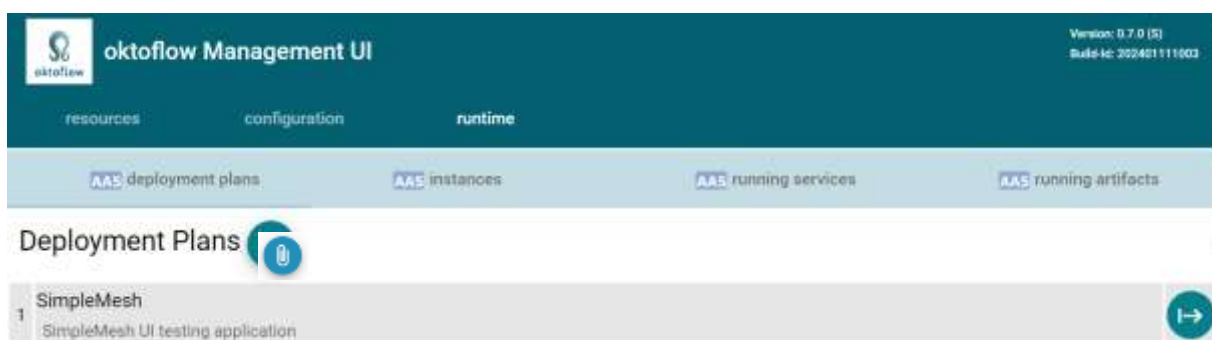 oktoflow
oktoflow Management UI
Version: 0.7.0 (S)
Build-Id: 202401111003
resources configuration runtime
AAS deployment plans AAS instances AAS running services AAS running artifacts
Deployment Plans
1 SimpleMesh
SimpleMesh UI testing application